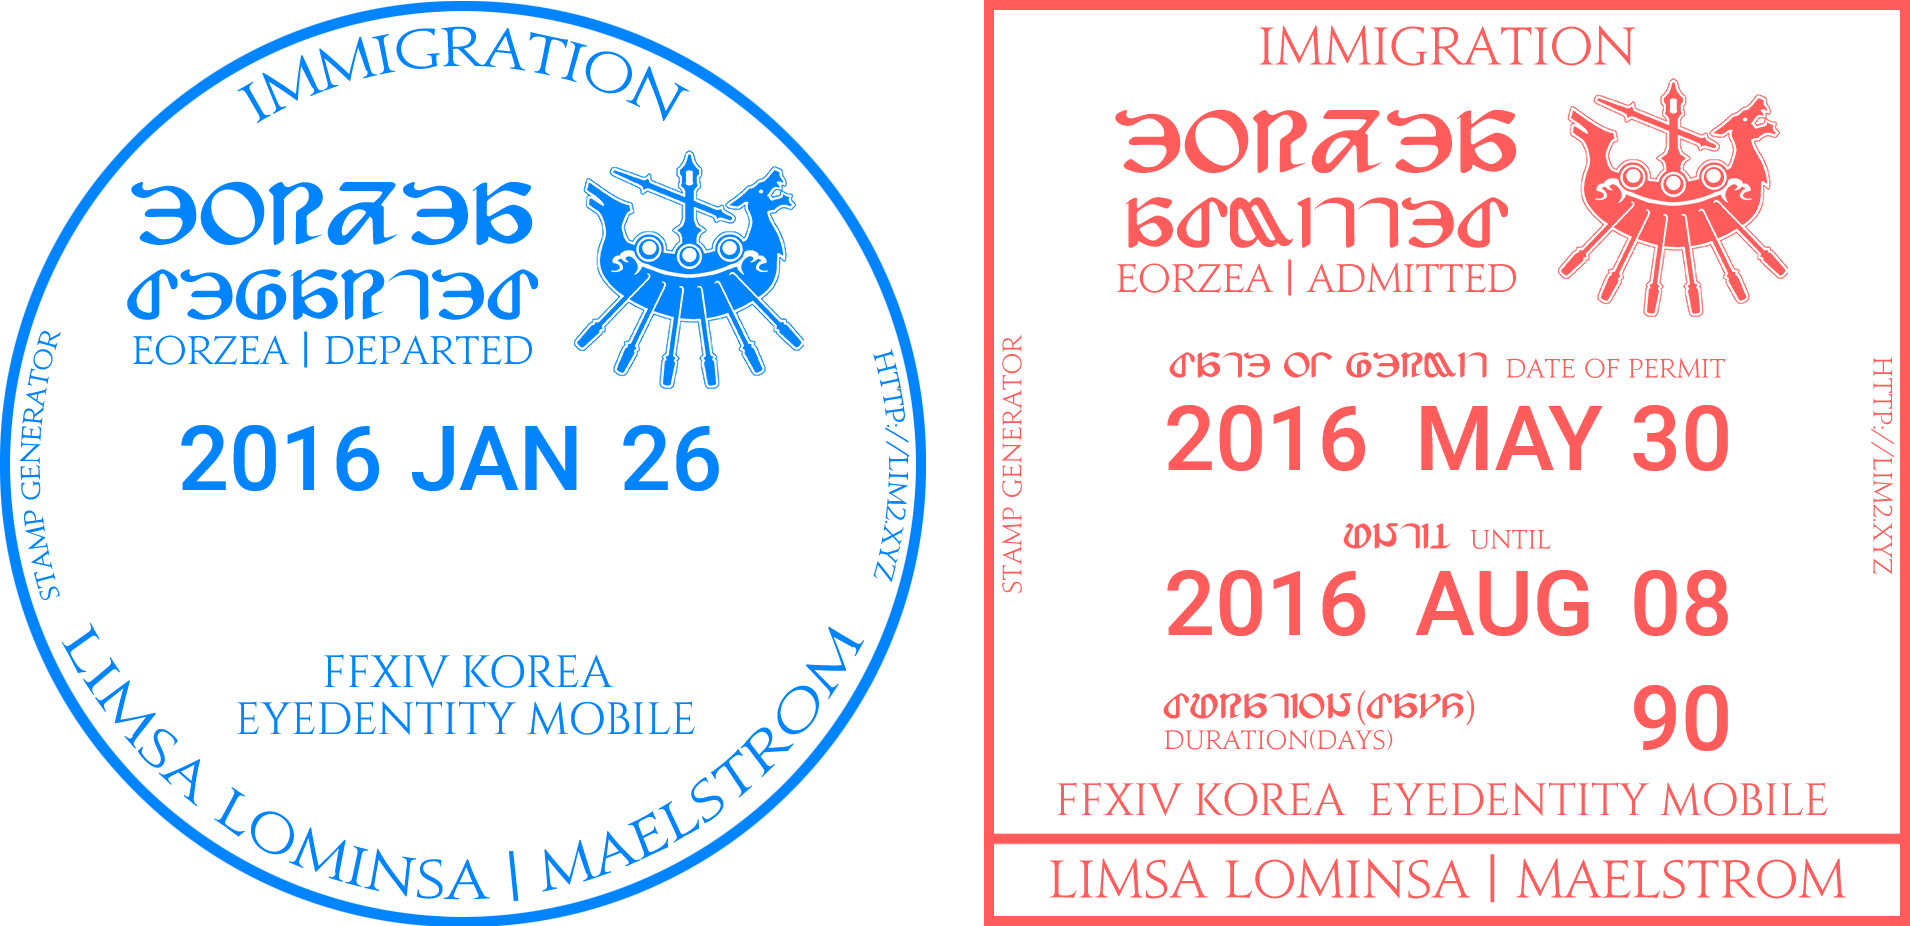 IMMIGRATION
EORZEA | DEPARTED
2016 JAN 26
STAMP GENERATOR
HTTP://LIM2.XYZ
FFXIV KOREA
EYEDENTITY MOBILE
LIMSA LOMINSA | MAELSTROM
IMMIGRATION
EORZEA | ADMITTED
DATE OF PERMIT
2016 MAY 30
STAMP GENERATOR
HTTP://LIM2.XYZ
UNTIL
2016 AUG 08
DURATION(DAYS)
90
FFXIV KOREA EYEDENTITY MOBILE
LIMSA LOMINSA | MAELSTROM